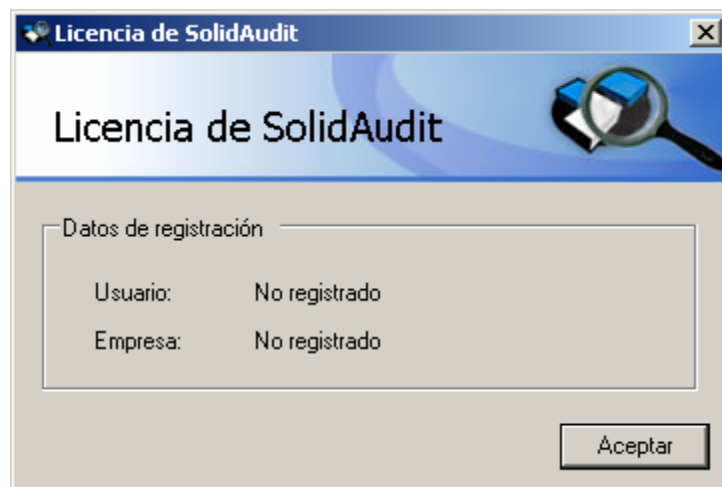 Licencia de SolidAudit
Licencia de SolidAudit
Datos de registración
Usuario: No registrado
Empresa: No registrado
Aceptar